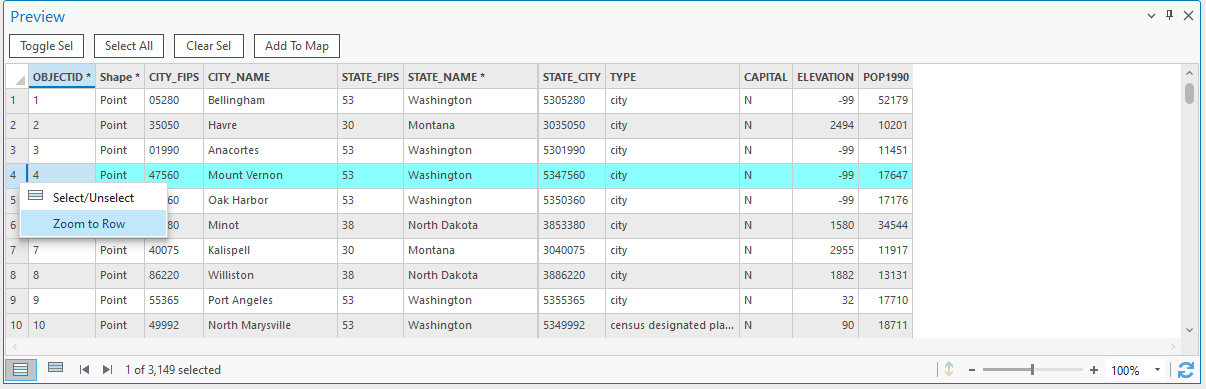 Preview
Toggle Sel Select All Clear Sel Add To Map
OBJECTID * Shape * CITY_FIPS CITY_NAME STATE_FIPS STATE_NAME * STATE_CITY TYPE CAPITAL ELEVATION POP1990
1 1 Point 05280 Bellingham 53 Washington 5305280 city N -99 52179
2 2 Point 35050 Havre 30 Montana 3035050 city N 2494 10201
3 3 Point 01990 Anacortes 53 Washington 5301990 city N -99 11451
4 4 Point 47560 Mount Vernon 53 Washington 5347560 city N -99 17647
5 60 Oak Harbor 53 Washington 5350360 city N -99 17176
Select/Unselect
6 80 Minot 38 North Dakota 3853380 city N 1580 34544
Zoom to Row
7 7 Point 40075 Kalispell 30 Montana 3040075 city N 2955 11917
8 8 Point 86220 Williston 38 North Dakota 3886220 city N 1882 13131
9 9 Point 55365 Port Angeles 53 Washington 5355365 city N 32 17710
10 10 Point 49992 North Marysville 53 Washington 5349992 census designated pla... N 90 18711
1 of 3,149 selected - + 100%